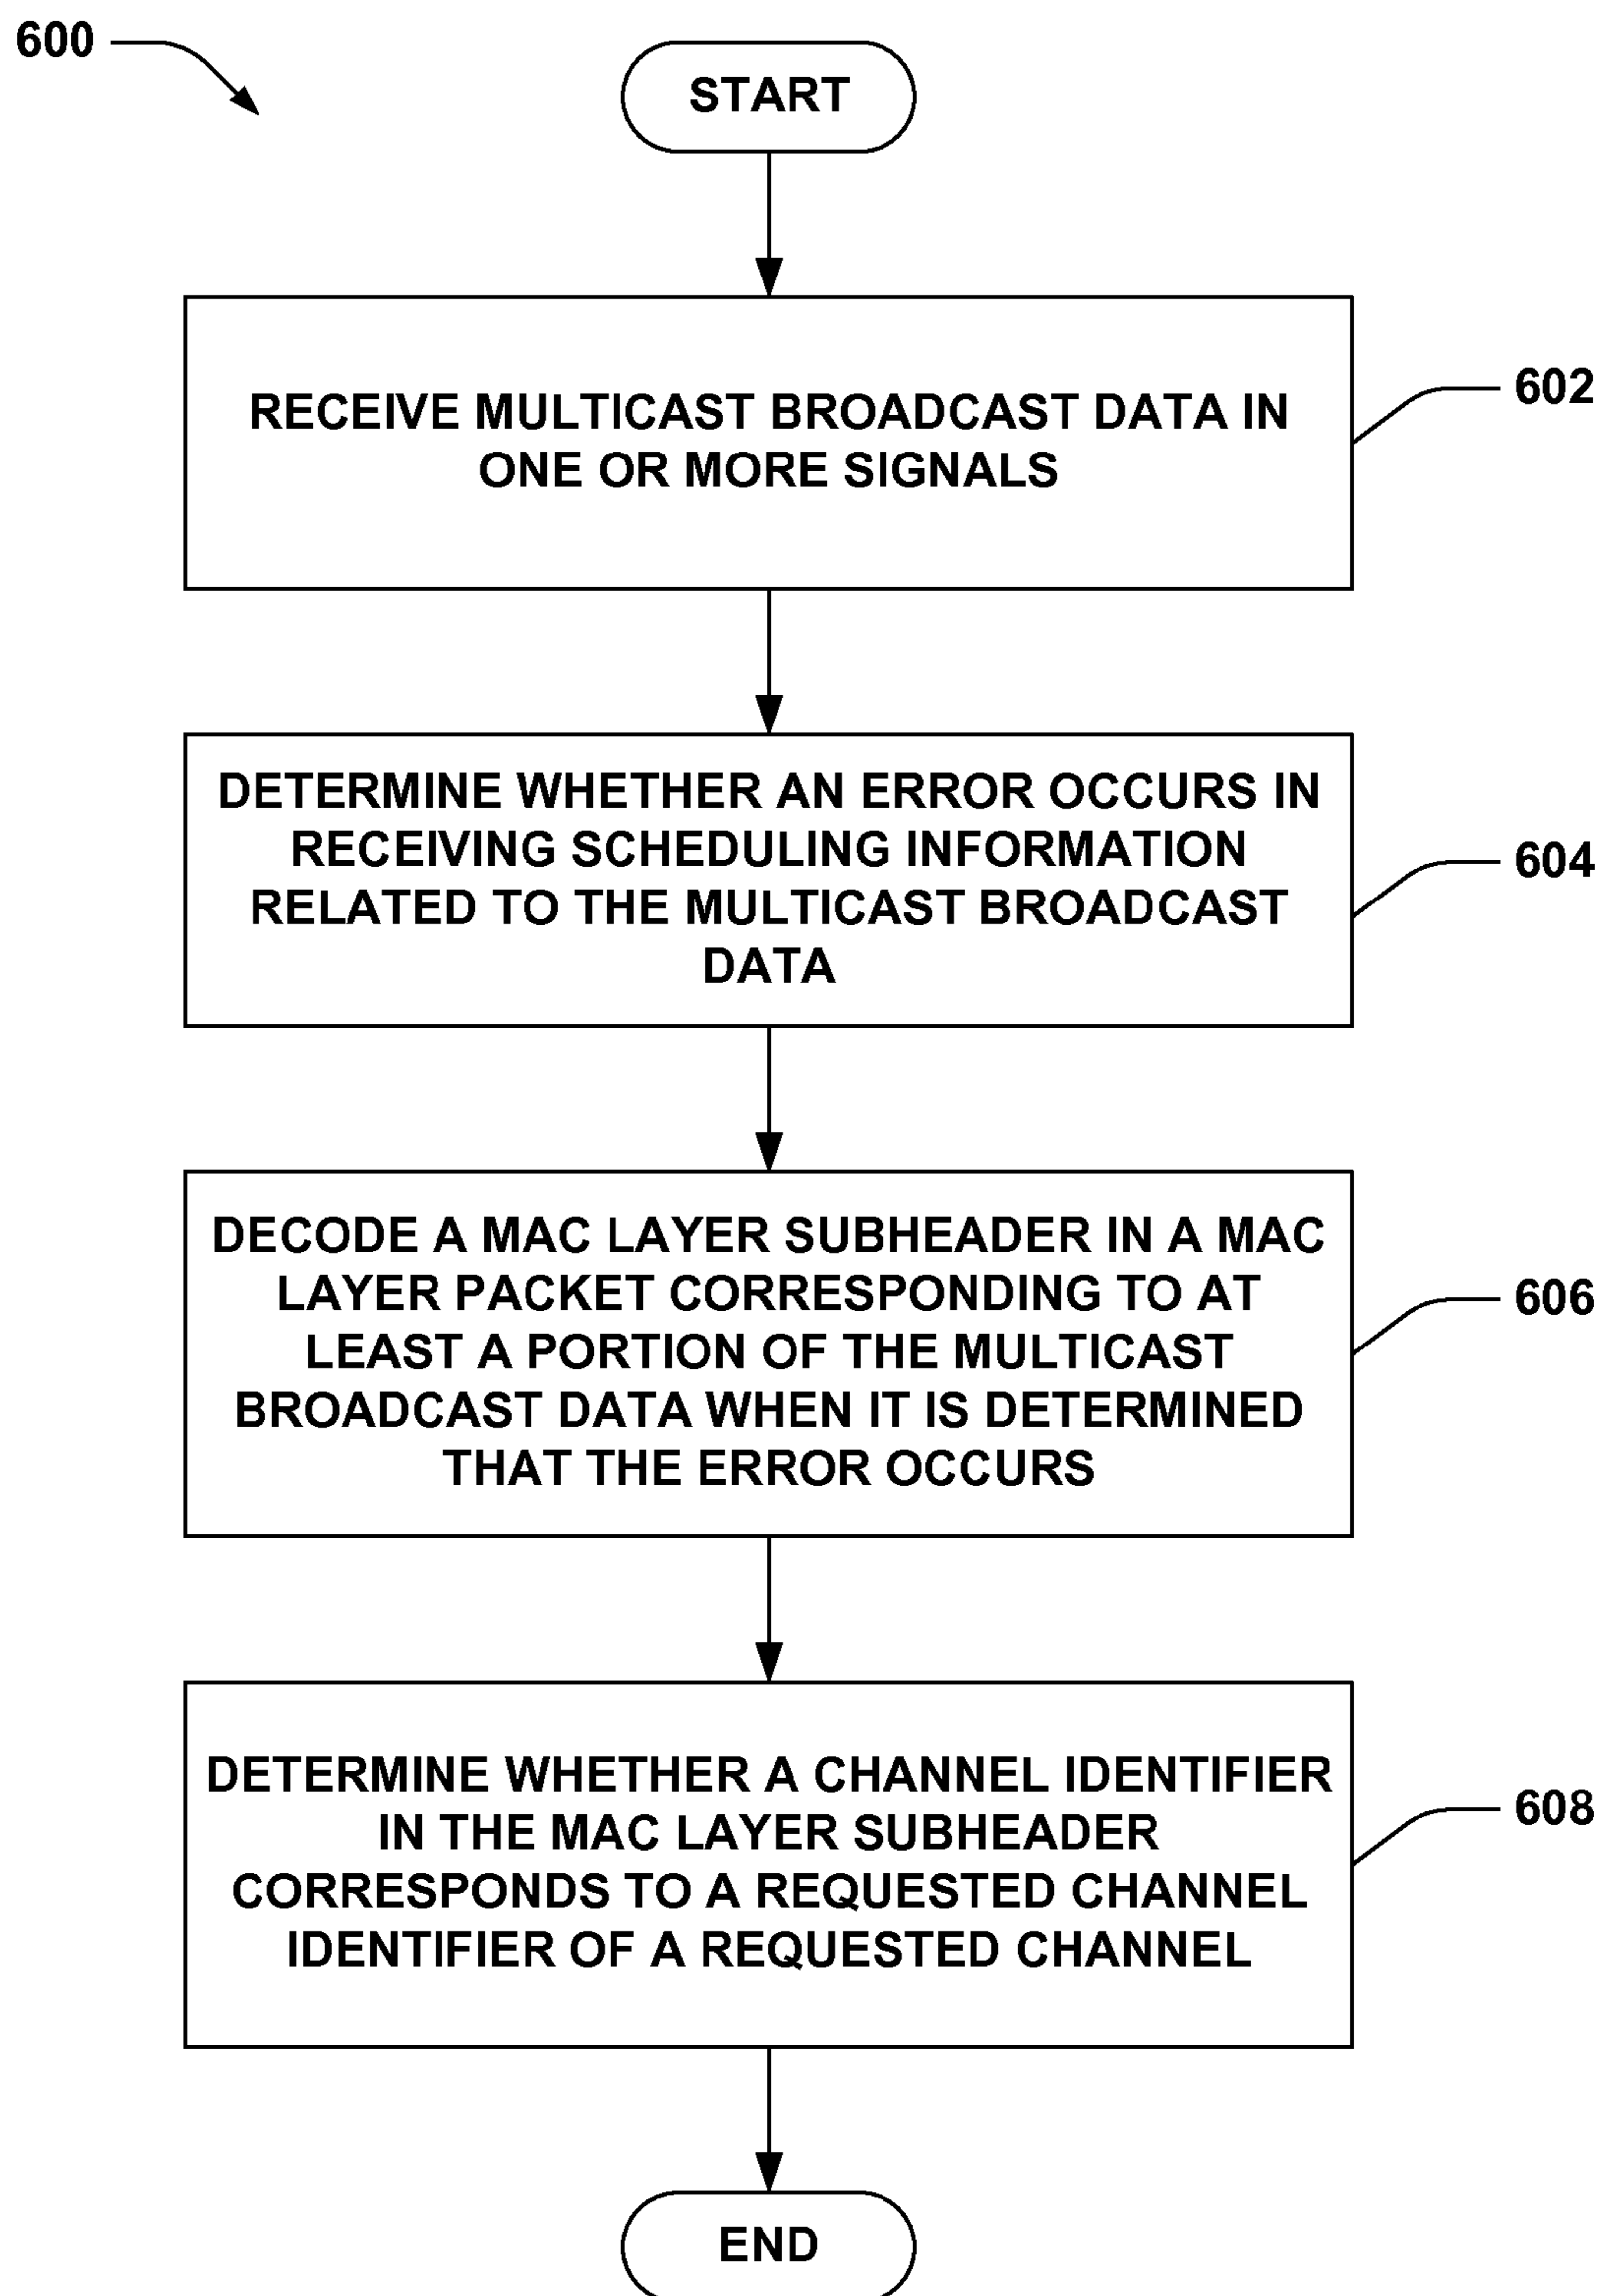 600
START
RECEIVE MULTICAST BROADCAST DATA IN
ONE OR MORE SIGNALS
602
DETERMINE WHETHER AN ERROR OCCURS IN
RECEIVING SCHEDULING INFORMATION
RELATED TO THE MULTICAST BROADCAST
DATA
604
DECODE A MAC LAYER SUBHEADER IN A MAC
LAYER PACKET CORRESPONDING TO AT
LEAST A PORTION OF THE MULTICAST
BROADCAST DATA WHEN IT IS DETERMINED
THAT THE ERROR OCCURS
606
DETERMINE WHETHER A CHANNEL IDENTIFIER
IN THE MAC LAYER SUBHEADER
CORRESPONDS TO A REQUESTED CHANNEL
IDENTIFIER OF A REQUESTED CHANNEL
608
END